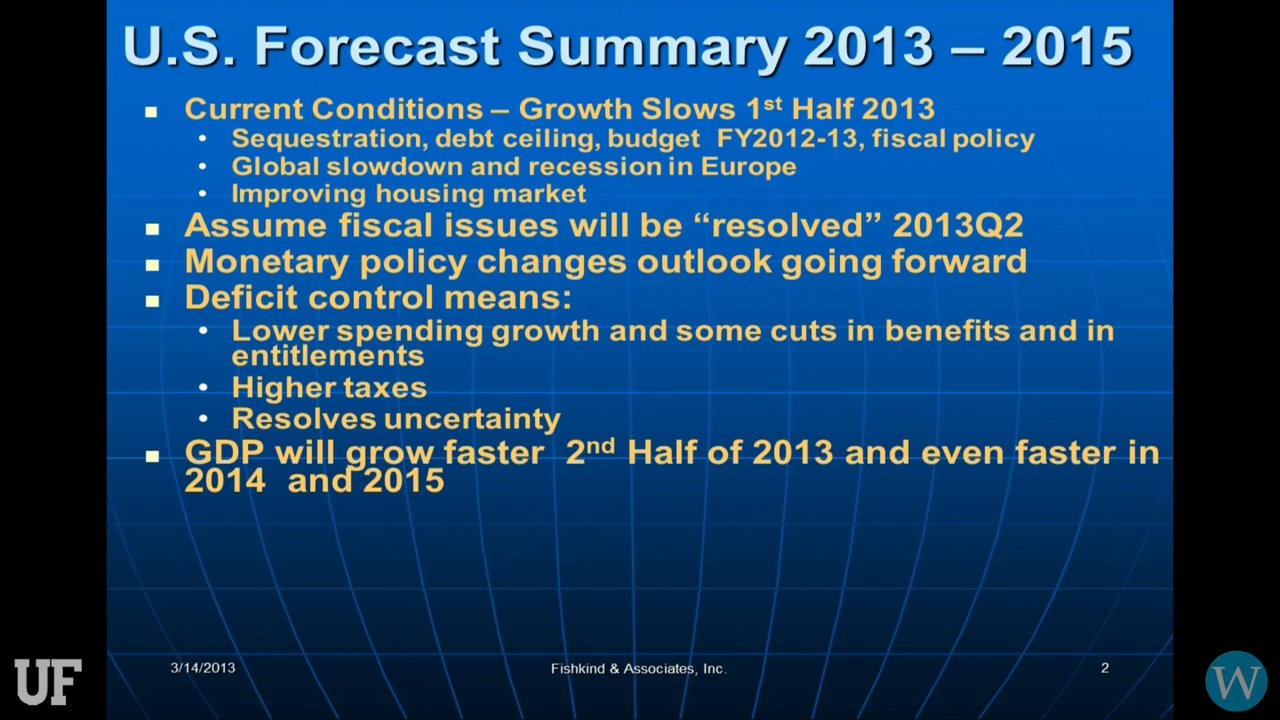 U.S. Forecast Summary 2013 – 2015
Current Conditions – Growth Slows 1st Half 2013
Sequestration, debt ceiling, budget FY2012-13, fiscal policy
Global slowdown and recession in Europe
Improving housing market
Assume fiscal issues will be “resolved” 2013Q2
Monetary policy changes outlook going forward
Deficit control means:
Lower spending growth and some cuts in benefits and in
entitlements
Higher taxes
Resolves uncertainty
GDP will grow faster 2nd Half of 2013 and even faster in
2014 and 2015
3/14/2013
Fishkind & Associates, Inc.
2
UF
W